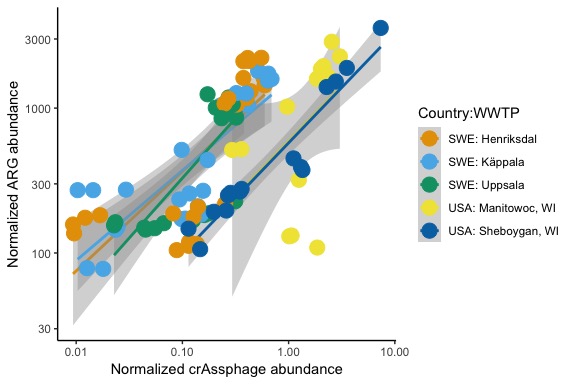 Normalized ARG abundance
3000
1000
300
100
30
0.01 0.10 1.00 10.00
Normalized crAssphage abundance
Country:WWTP
SWE: Henriksdal
SWE: Käppala
SWE: Uppsala
USA: Manitowoc, WI
USA: Sheboygan, WI